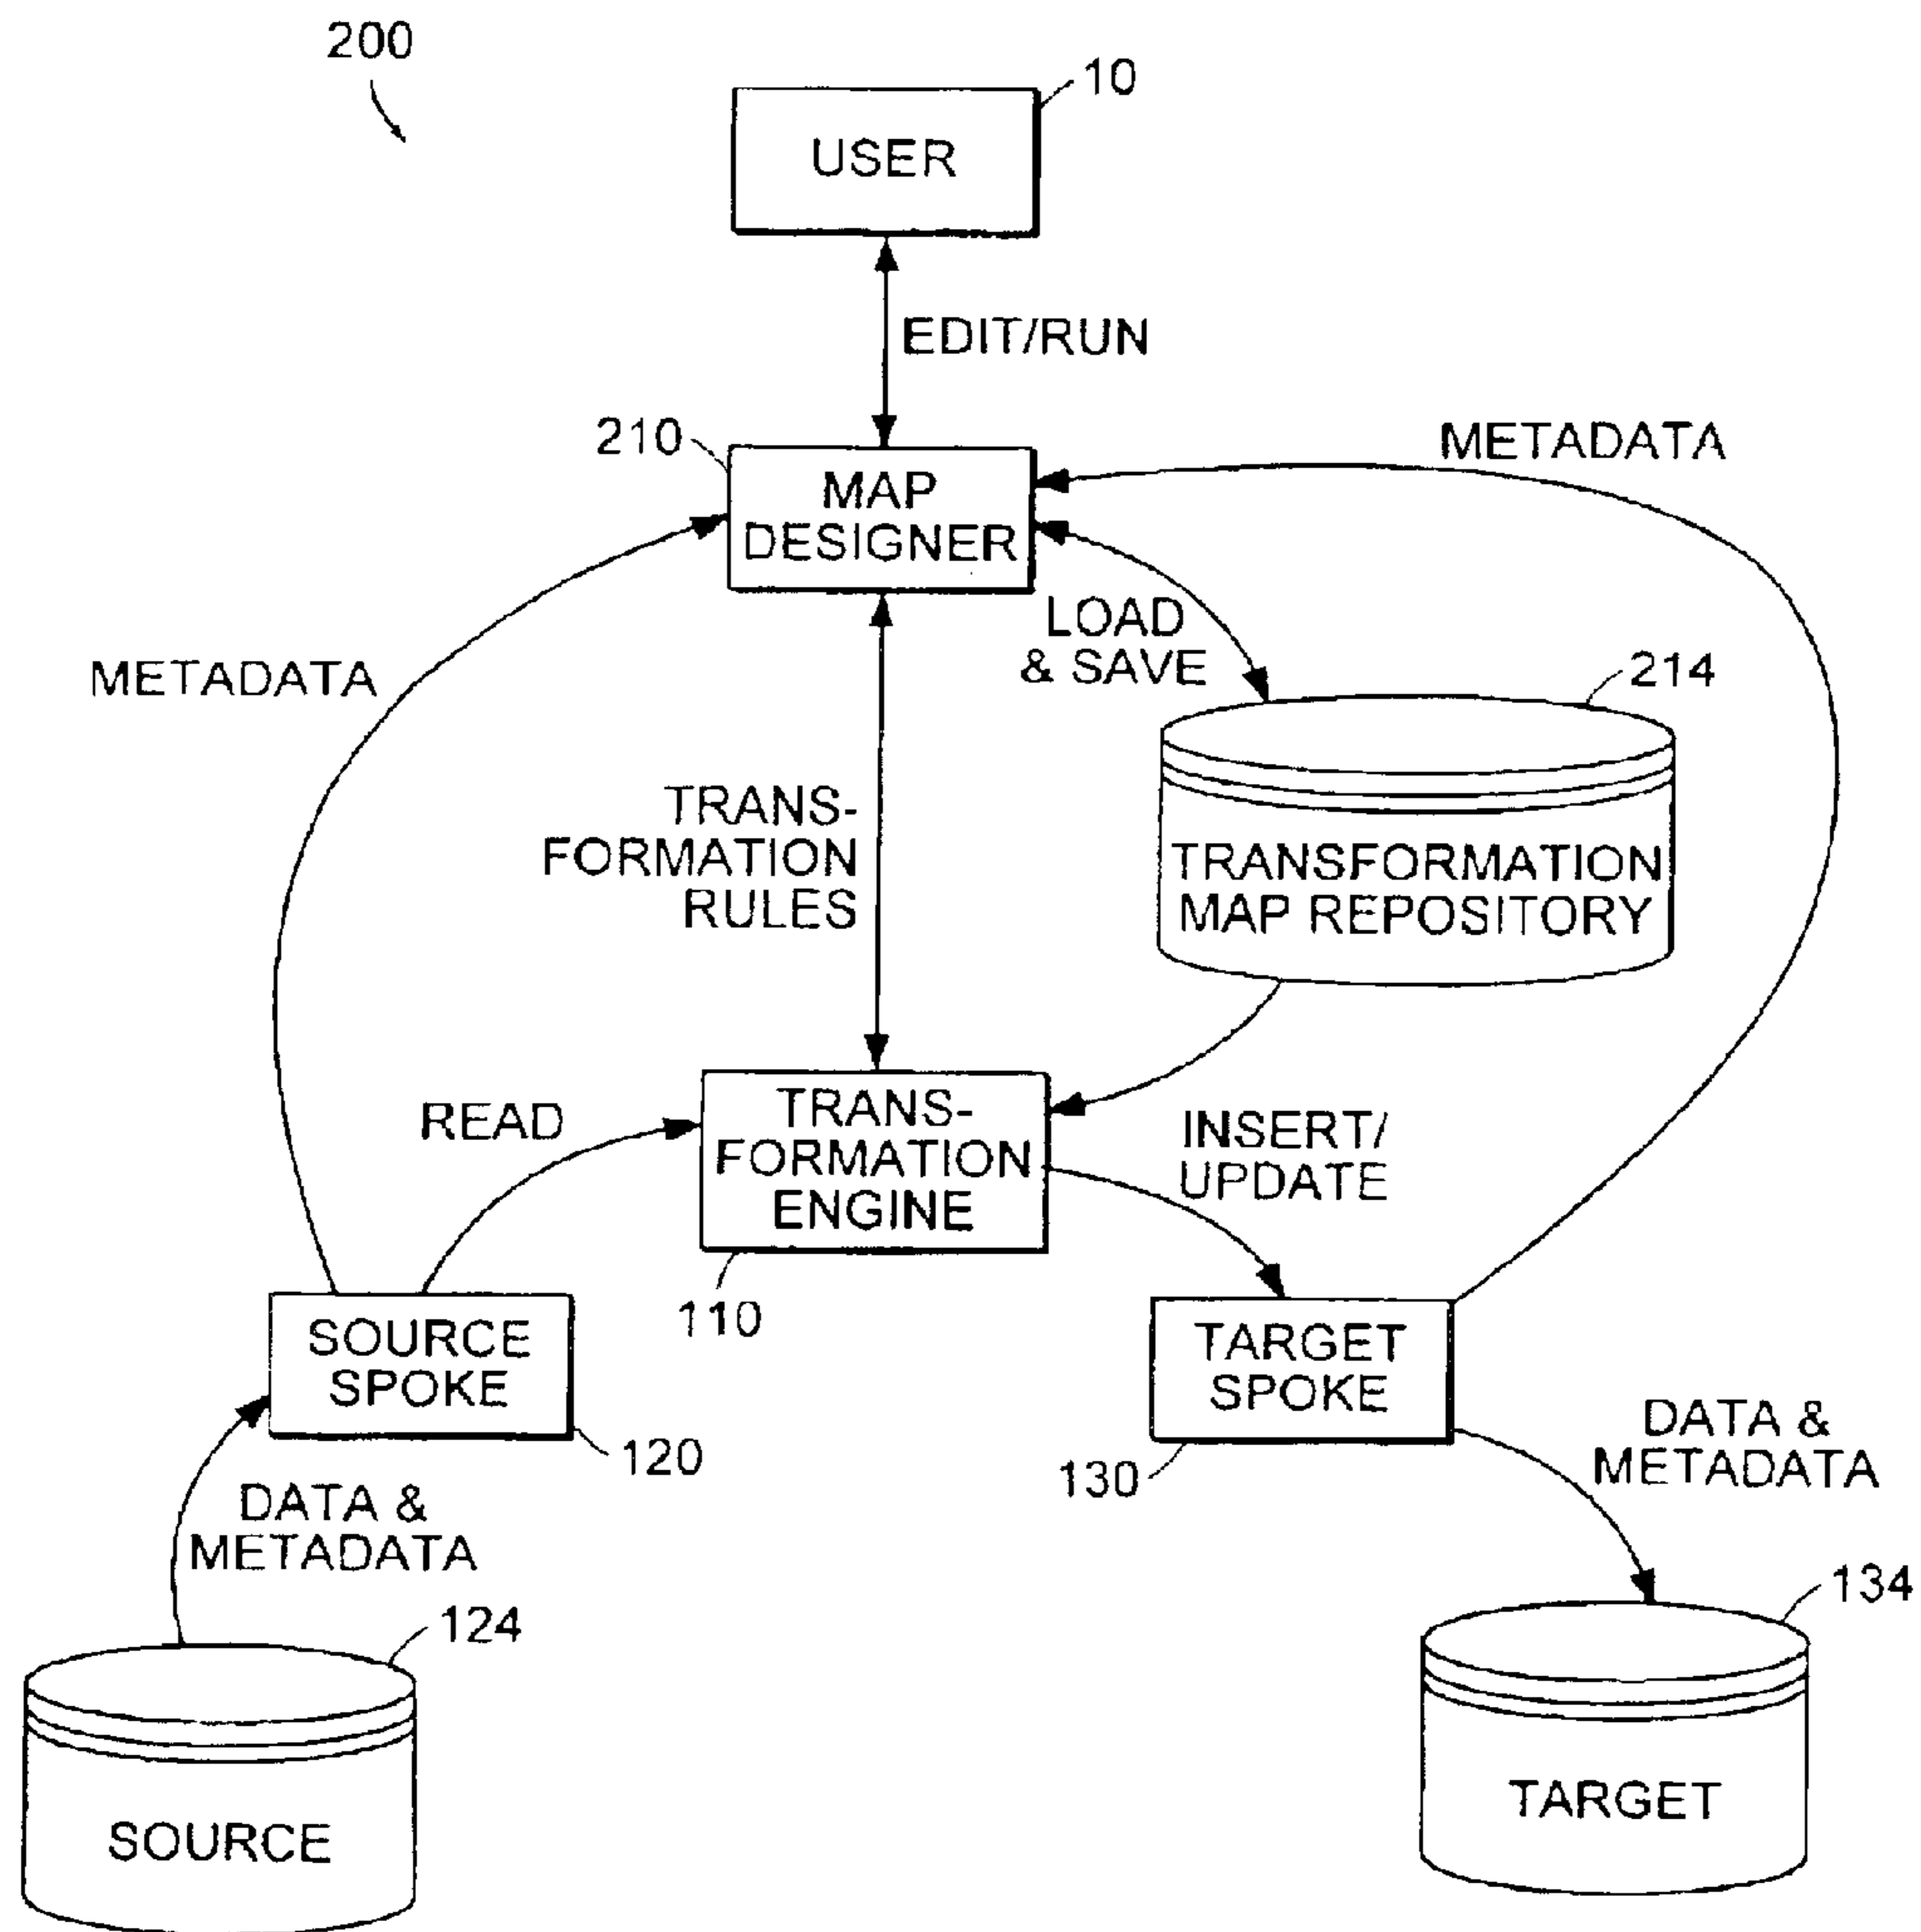 200
10
USER
EDIT/RUN
210
MAP
DESIGNER
METADATA
LOAD
& SAVE
METADATA
214
TRANS-
FORMATION
RULES
TRANSFORMATION
MAP REPOSITORY
READ
TRANS-
FORMATION
ENGINE
INSERT/
UPDATE
110
SOURCE
SPOKE
120
TARGET
SPOKE
130
DATA &
METADATA
DATA &
METADATA
124
SOURCE
134
TARGET